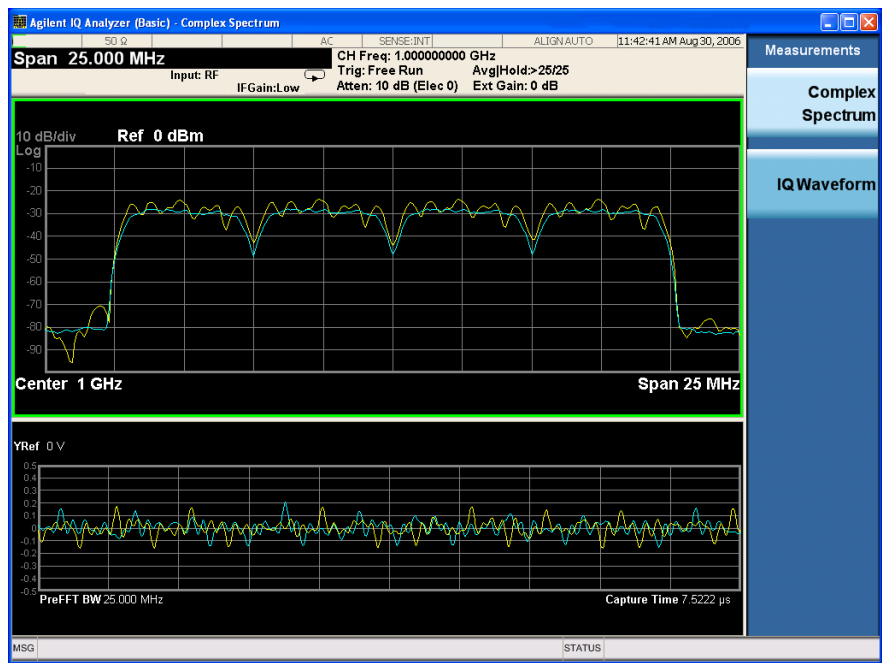 Agilent IQ Analyzer (Basic) - Complex Spectrum
50 Ω AC SENSE:INT ALIGN AUTO 11:42:41 AM Aug 30, 2006
Span 25.000 MHz
Input: RF
IFGain:Low
CH Freq: 1.000000000 GHz
Trig: Free Run
Atten: 10 dB (Elec 0)
Avg|Hold:>25/25
Ext Gain: 0 dB
Measurements
Complex
Spectrum
IQ Waveform
10 dB/div
Ref 0 dBm
Log
-10
-20
-30
-40
-50
-60
-70
-80
-90
Center 1 GHz
Span 25 MHz
YRef 0 V
0.5
0.4
0.3
0.2
0.1
0
-0.1
-0.2
-0.3
-0.4
-0.5
PreFFT BW 25.000 MHz
Capture Time 7.5222 µs
MSG
STATUS